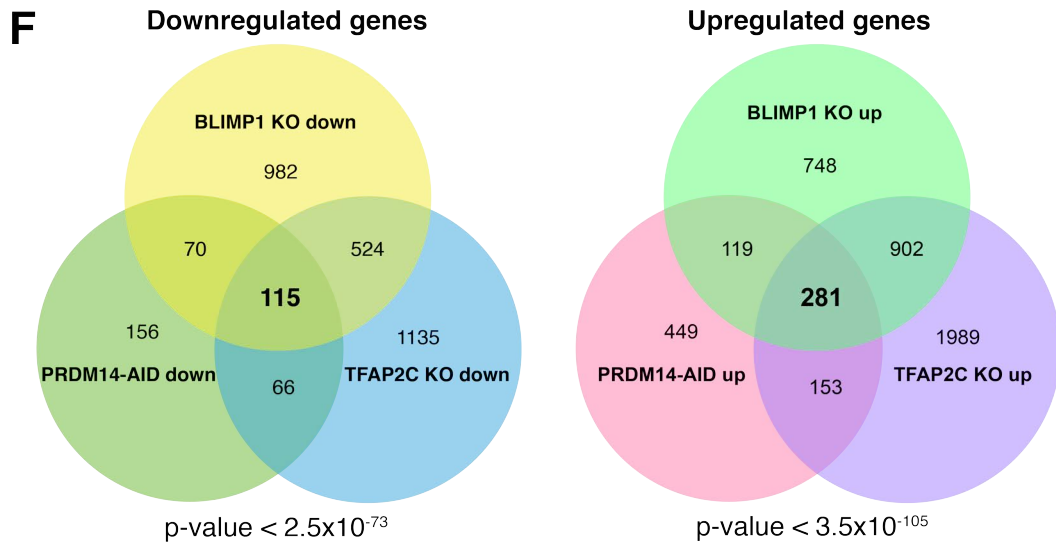 F
Downregulated genes
BLIMP1 KO down
982
70
524
115
156
1135
PRDM14-AID down
TFAP2C KO down
66
p-value < 2.5x10⁻⁷³
Upregulated genes
BLIMP1 KO up
748
119
902
281
449
1989
PRDM14-AID up
TFAP2C KO up
153
p-value < 3.5x10⁻¹⁰⁵